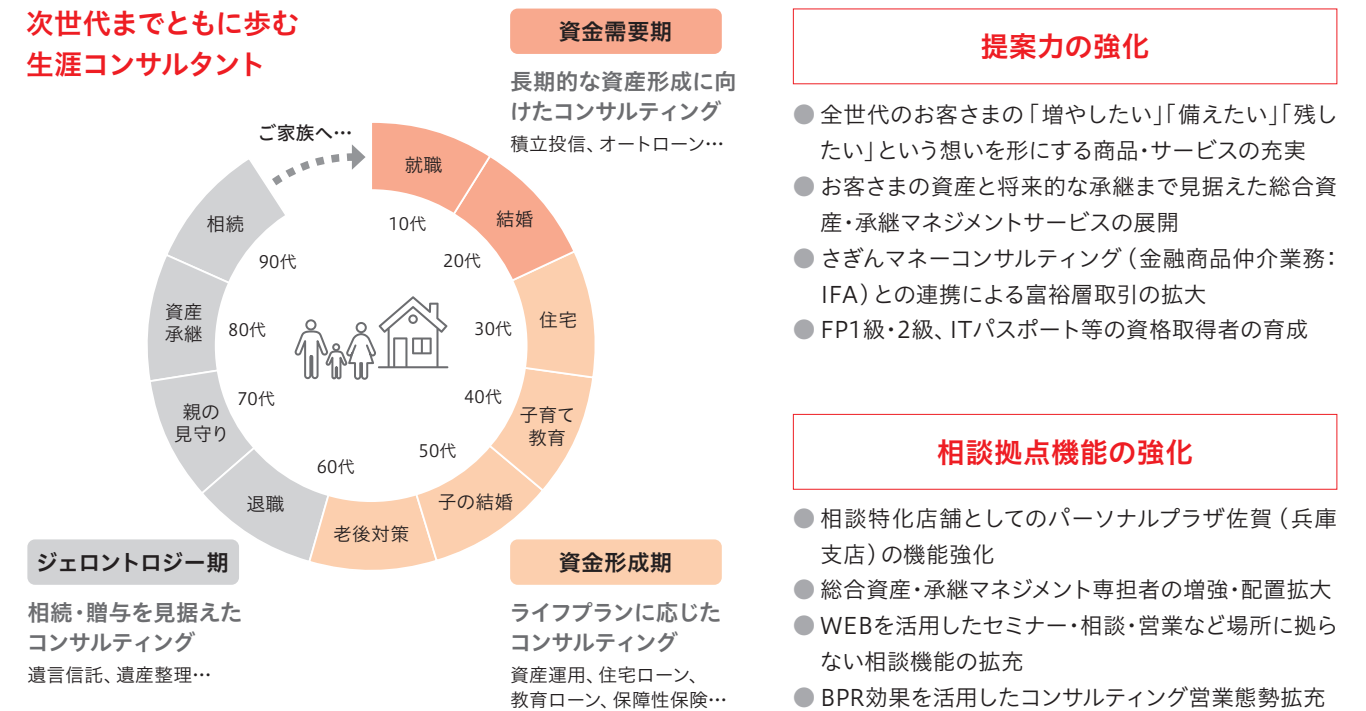 次世代までともに歩む
生涯コンサルタント
資金需要期
長期的な資産形成に向
けたコンサルティング
積立投信、オートローン…
ご家族へ…
就職
結婚
住宅
子育て
教育
子の結婚
老後対策
退職
親の
見守り
資産
承継
相続
10代
20代
30代
40代
50代
60代
70代
80代
90代
ジェロントロジー期
相続・贈与を見据えた
コンサルティング
遺言信託、遺産整理…
資金形成期
ライフプランに応じた
コンサルティング
資産運用、住宅ローン、
教育ローン、保障性保険…
提案力の強化
● 全世代のお客さまの「増やしたい」「備えたい」「残し
たい」という想いを形にする商品・サービスの充実
● お客さまの資産と将来的な承継まで見据えた総合資
産・承継マネジメントサービスの展開
● さぎんマネーコンサルティング（金融商品仲介業務：
IFA）との連携による富裕層取引の拡大
● FP1級・2級、ITパスポート等の資格取得者の育成
相談拠点機能の強化
● 相談特化店舗としてのパーソナルプラザ佐賀（兵庫
支店）の機能強化
● 総合資産・承継マネジメント専担者の増強・配置拡大
● WEBを活用したセミナー・相談・営業など場所に拠ら
ない相談機能の拡充
● BPR効果を活用したコンサルティング営業態勢拡充